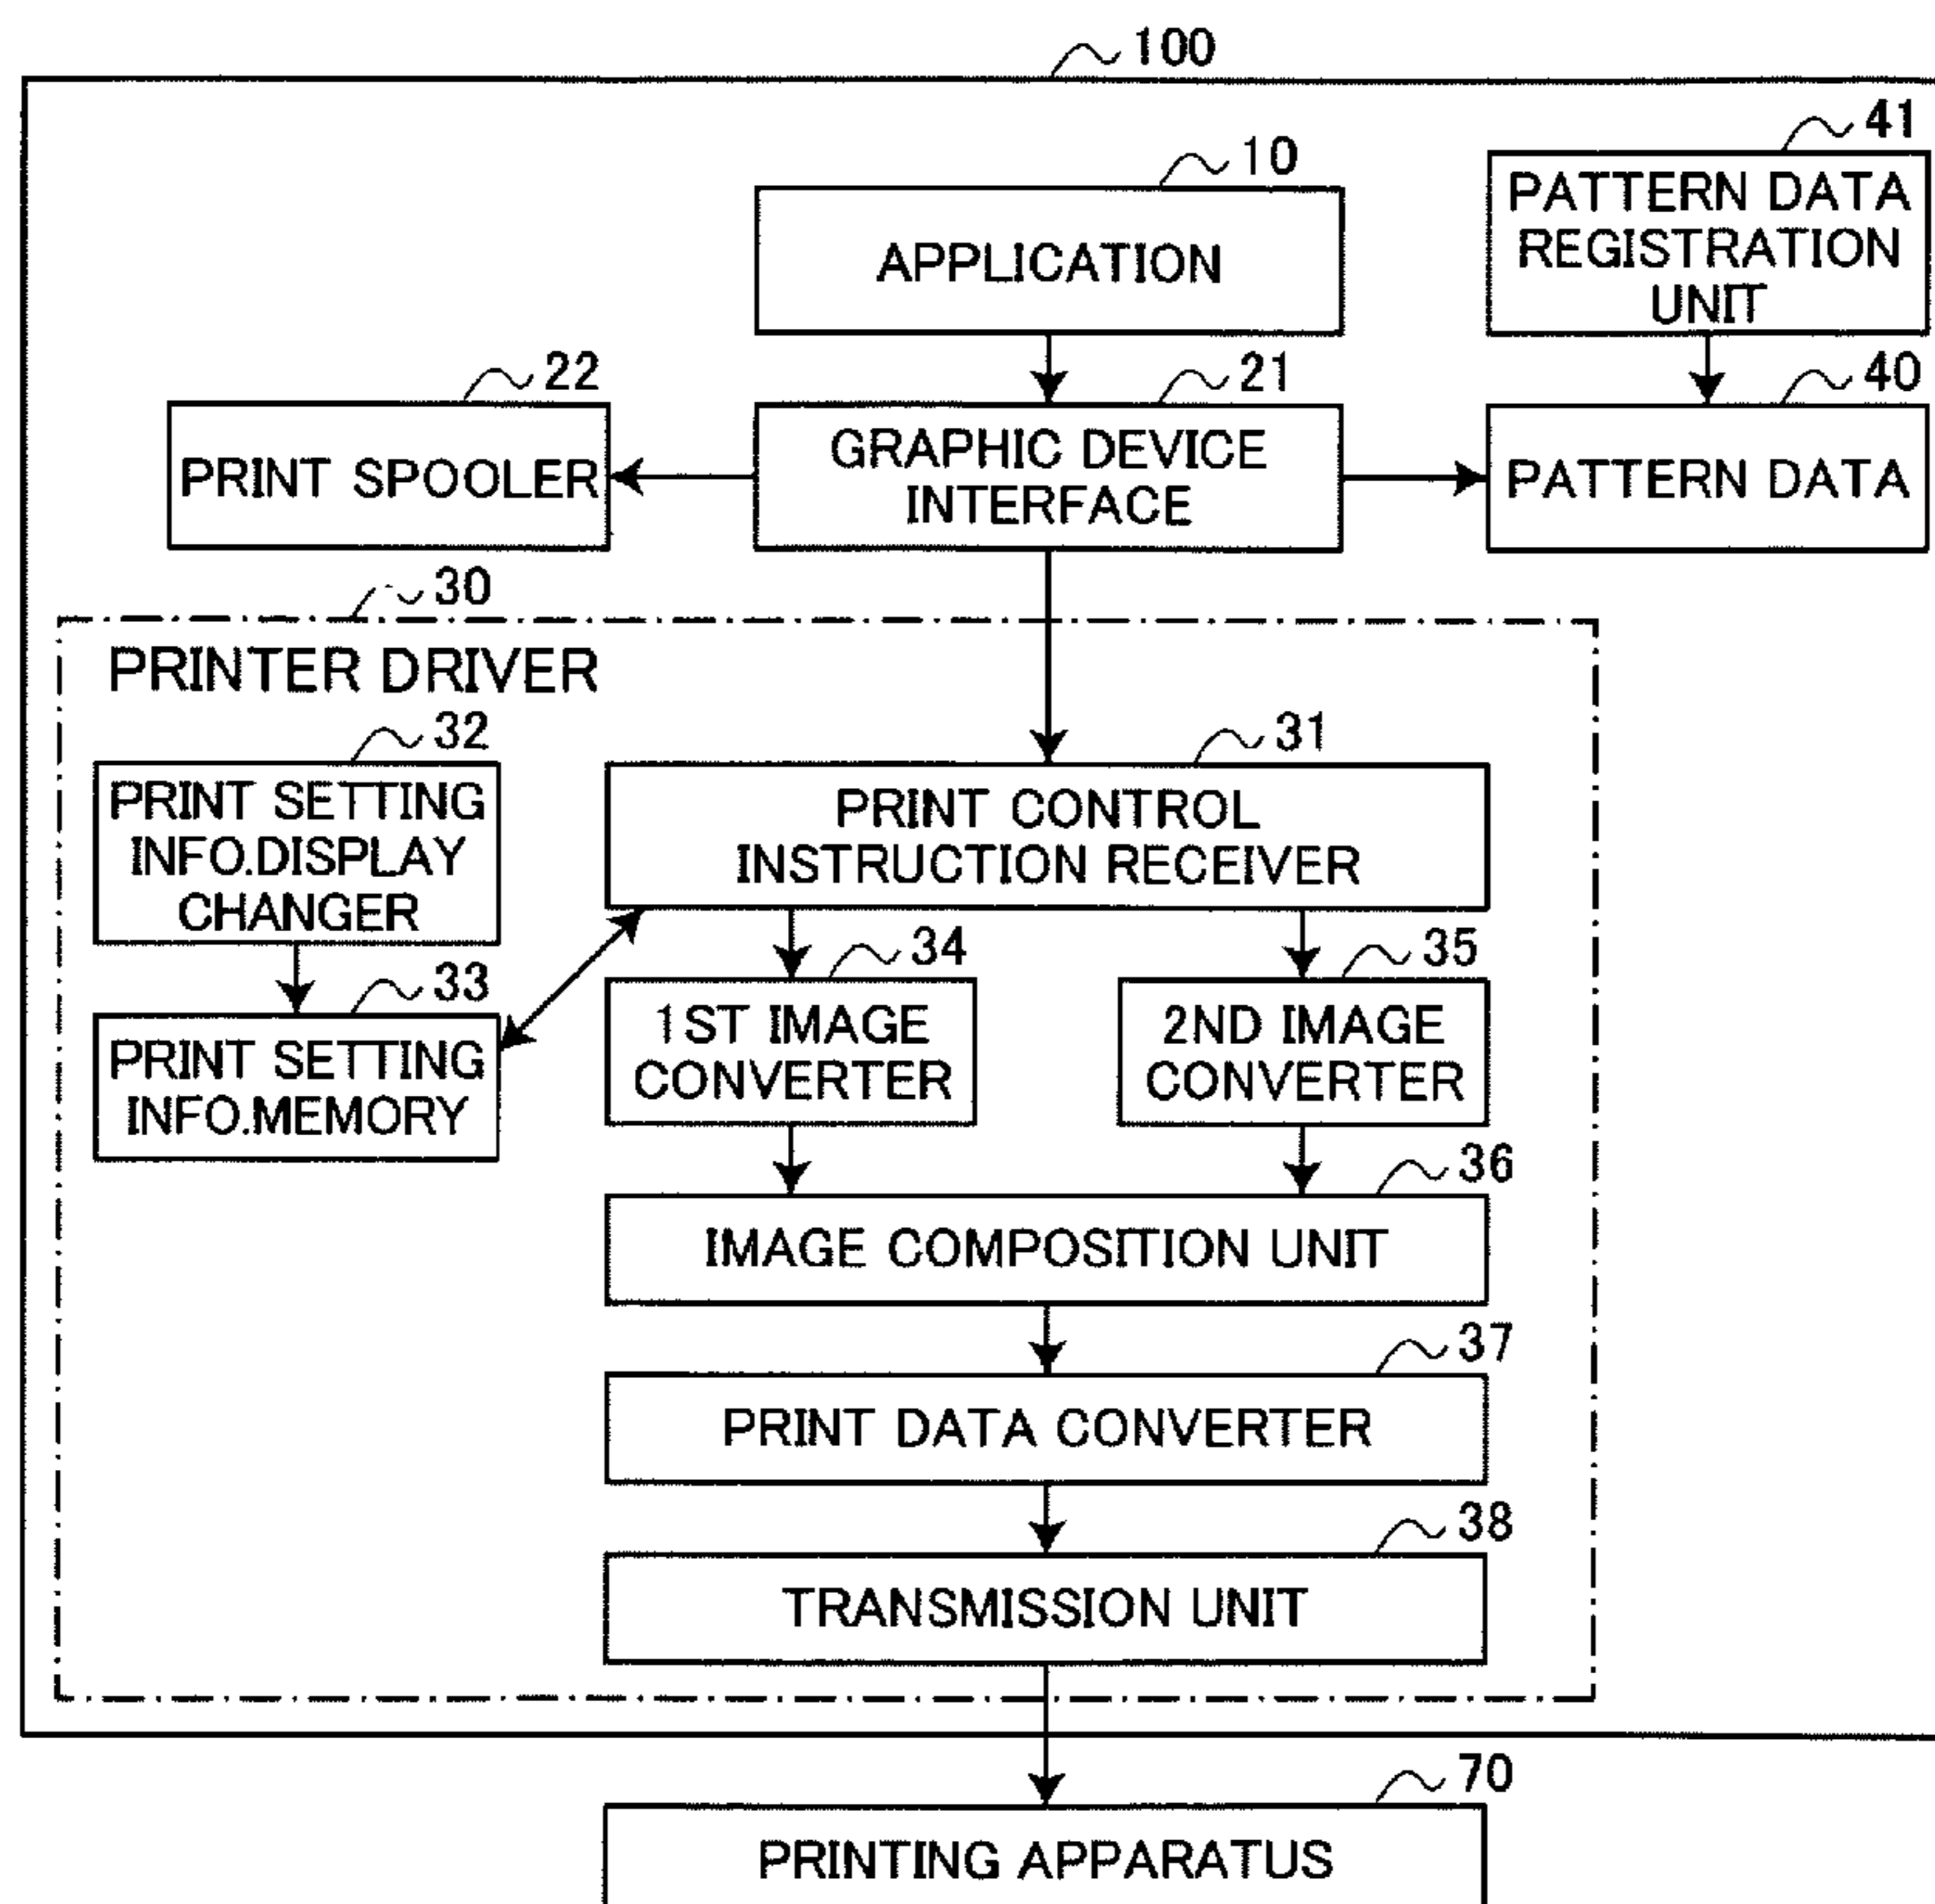 100
10
APPLICATION
41
PATTERN DATA
REGISTRATION
UNIT
22
PRINT SPOOLER
21
GRAPHIC DEVICE
INTERFACE
40
PATTERN DATA
30
PRINTER DRIVER
32
PRINT SETTING
INFO.DISPLAY
CHANGER
31
PRINT CONTROL
INSTRUCTION RECEIVER
33
PRINT SETTING
INFO.MEMORY
34
1ST IMAGE
CONVERTER
35
2ND IMAGE
CONVERTER
36
IMAGE COMPOSITION UNIT
37
PRINT DATA CONVERTER
38
TRANSMISSION UNIT
70
PRINTING APPARATUS